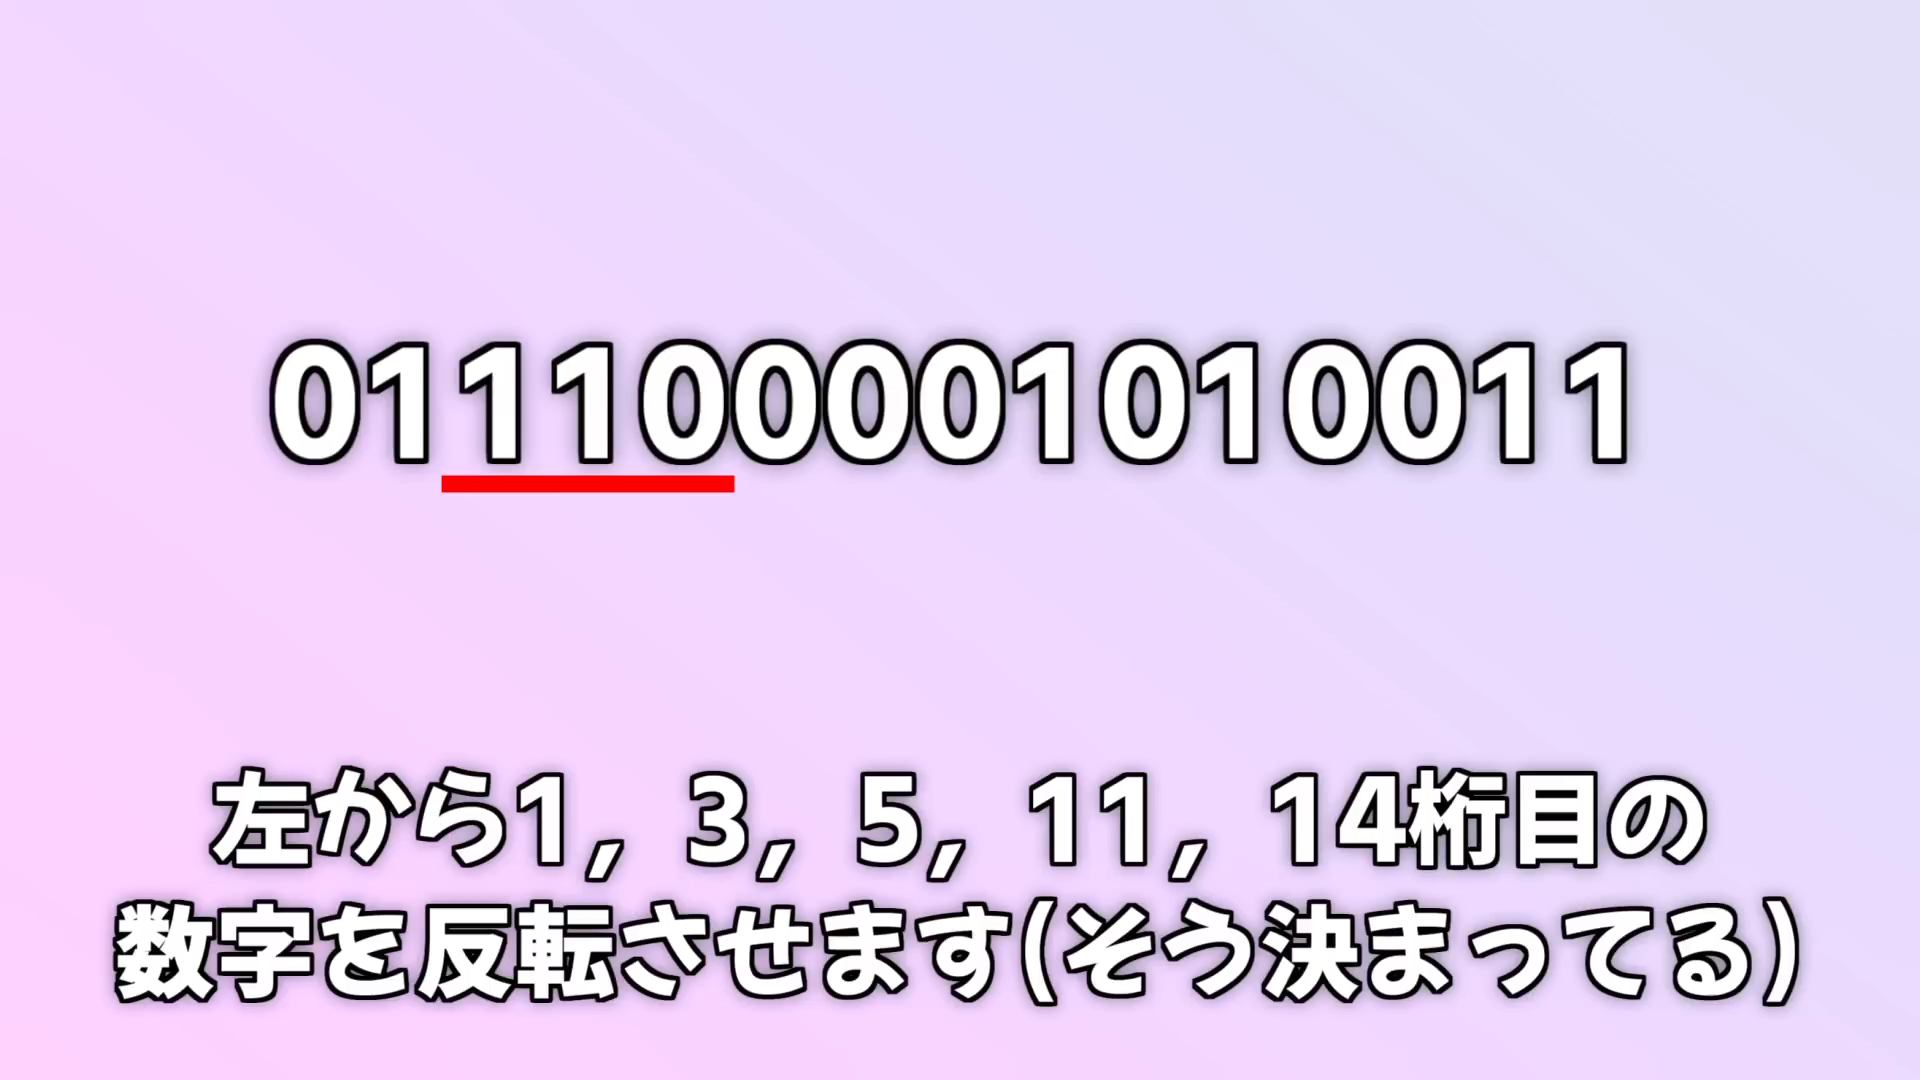 011100001010011
左から1, 3, 5, 11, 14桁目の
数字を反転させます(そう決まってる)